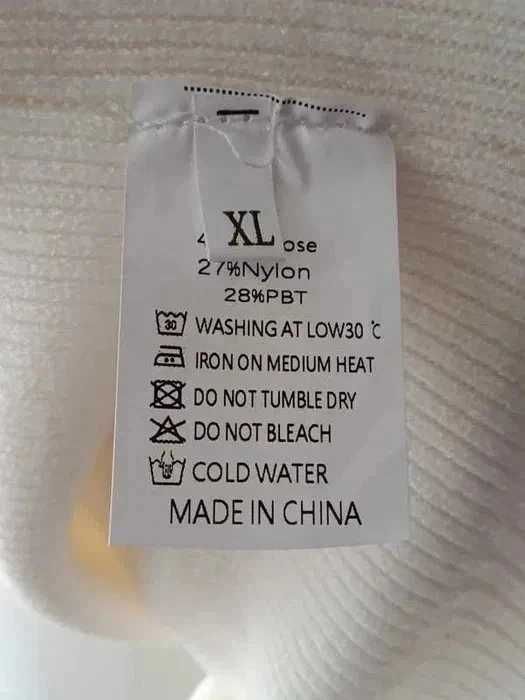 XL
27%Nylon
28%PBT
30 WASHING AT LOW30 ℃
IRON ON MEDIUM HEAT
DO NOT TUMBLE DRY
DO NOT BLEACH
COLD WATER
MADE IN CHINA